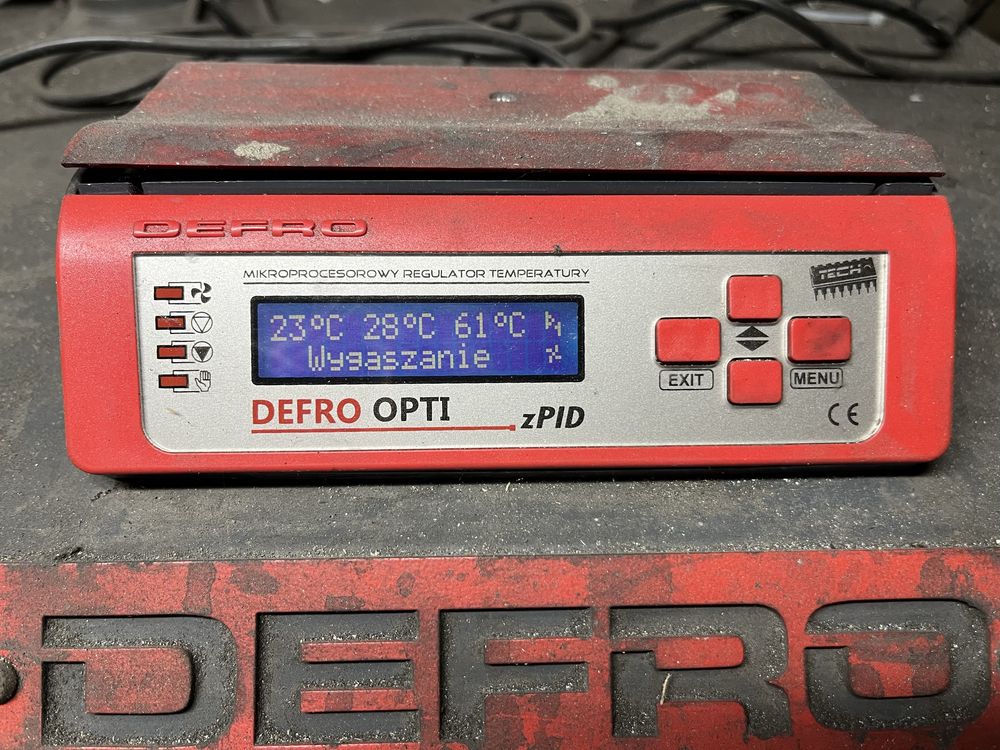 DEFRO
MIKROPROCESOROWY REGULATOR TEMPERATURY
TECH
23°C 28°C 61°C
Wygaszanie
EXIT
MENU
DEFRO OPTI
zPID
CE
DEFRO